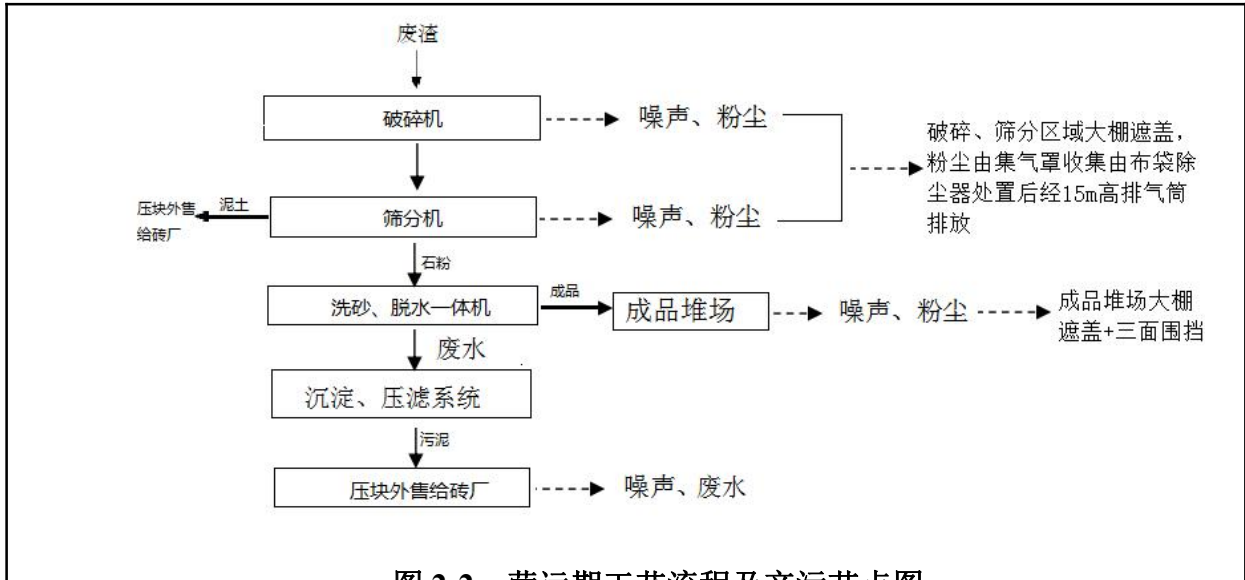 废渣
破碎机
噪声、粉尘
破碎、筛分区域大棚遮盖，
粉尘由集气罩收集由布袋除
尘器处置后经15m高排气筒
排放
压块外售
给砖厂
泥土
筛分机
噪声、粉尘
石粉
洗砂、脱水一体机
成品
成品堆场
噪声、粉尘
成品堆场大棚
遮盖+三面围挡
废水
沉淀、压滤系统
污泥
压块外售给砖厂
噪声、废水